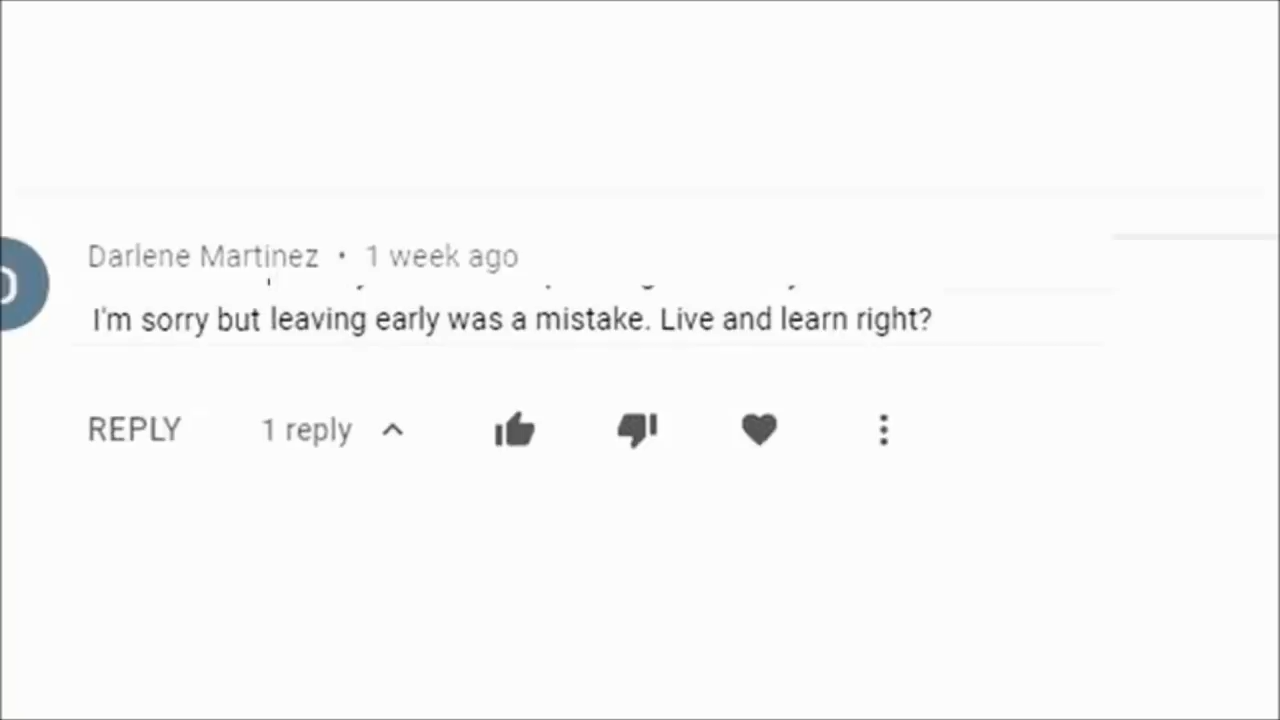 Darlene Martinez • 1 week ago
I'm sorry but leaving early was a mistake. Live and learn right?
REPLY 1 reply